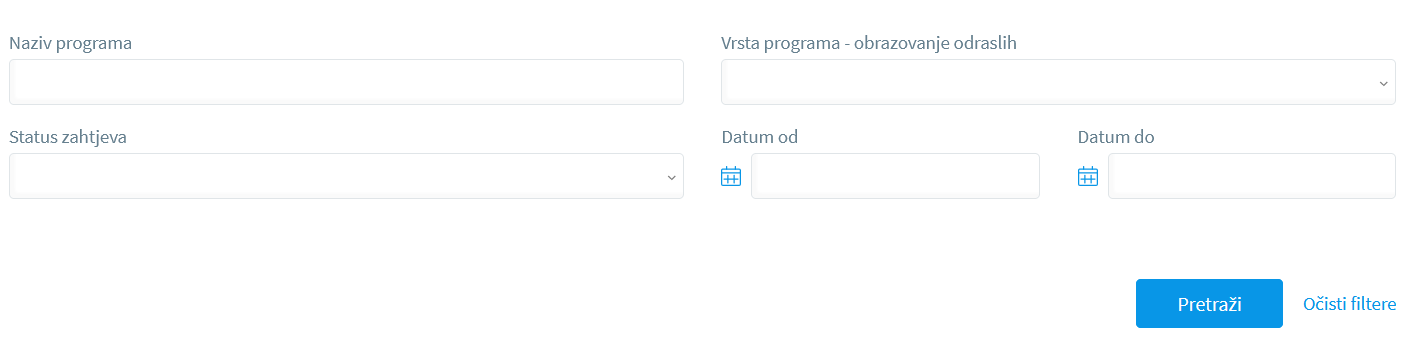 Naziv programa
Vrsta programa - obrazovanje odraslih
Status zahtjeva
Datum od
Datum do
Pretraži
Očisti filtere